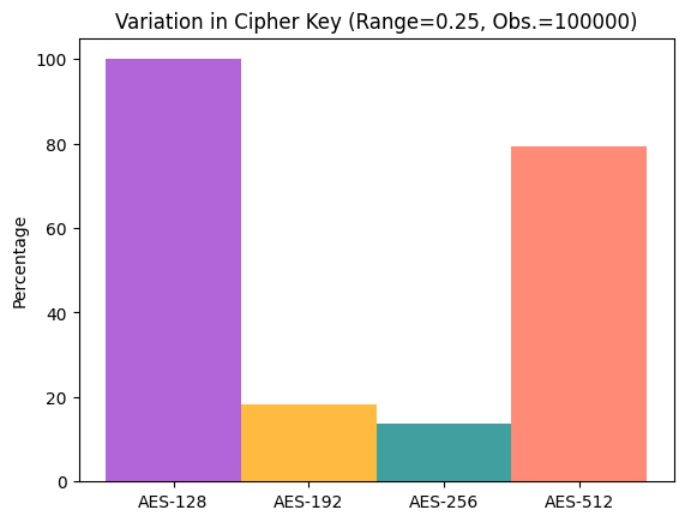 Variation in Cipher Key (Range=0.25, Obs.=100000)
100
80
60
40
20
0
Percentage
AES-128 AES-192 AES-256 AES-512